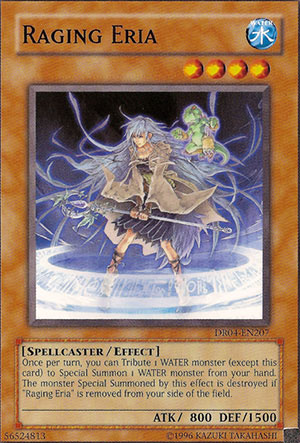 RAGING ERIA
WATER
水
DR04-EN207
[SPELLCASTER / EFFECT]
Once per turn, you can Tribute 1 WATER monster (except this
card) to Special Summon 1 WATER monster from your hand.
The monster Special Summoned by this effect is destroyed if
"Raging Eria" is removed from your side of the field.
ATK/ 800 DEF/1500
56524813
©1996 KAZUKI TAKAHASHI